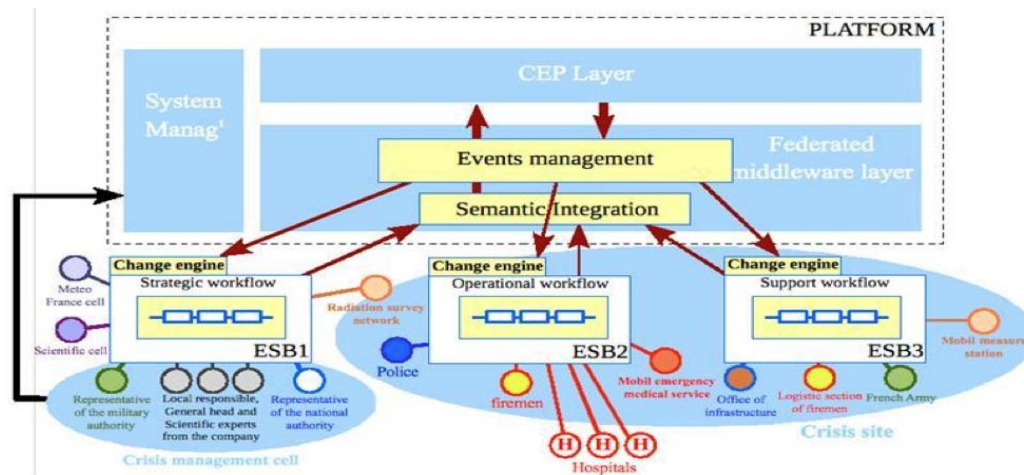 PLATFORM
CEP Layer
System
Manag^t
Federated
middleware layer
Events management
Semantic Integration
Change engine
Strategic workflow
ESB1
Change engine
Operational workflow
ESB2
Change engine
Support workflow
ESB3
Meteo
France cell
Scientific cell
Radiation survey
network
Representative
of the military
authority
Local responsible,
General head and
Scientific experts
from the company
Representative
of the national
authority
Crisis management cell
Police
firemen
Mobil emergency
medical service
H H H
Hospitals
Office of
infrastructure
Logistic section
of firemen
French Army
Mobil measure
station
Crisis site